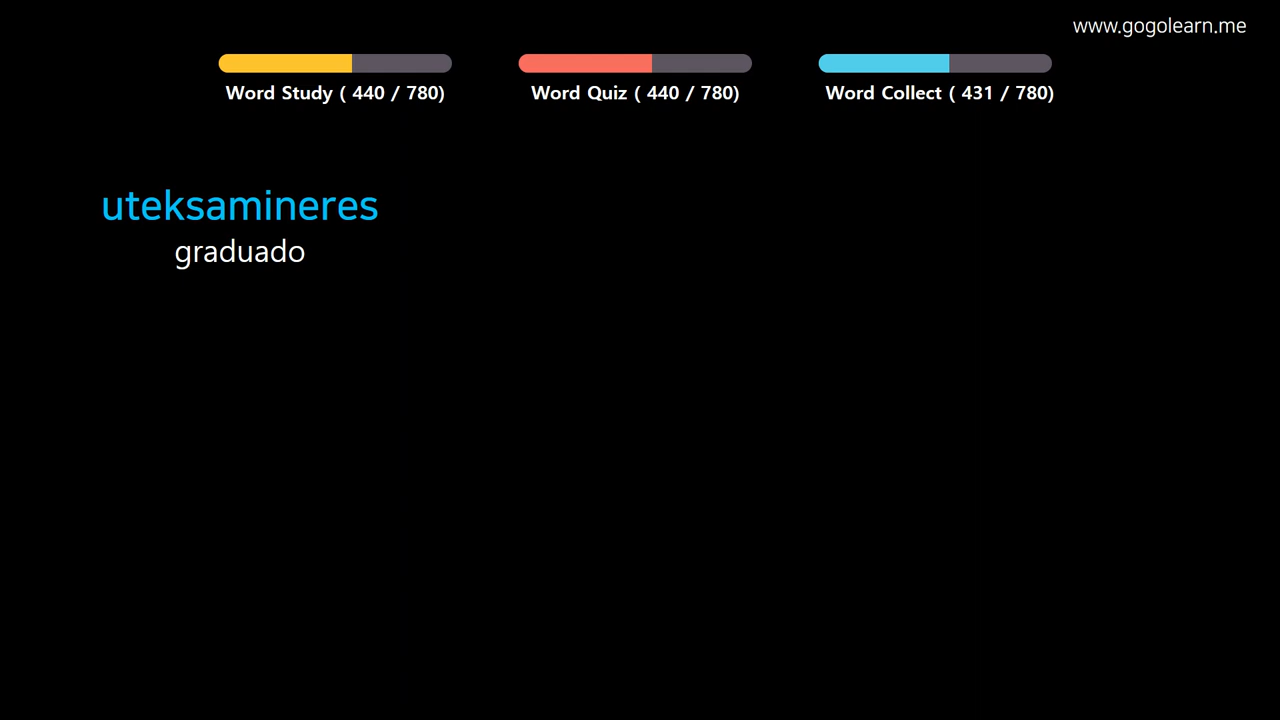 www.gogolearn.me
Word Study ( 440 / 780)
Word Quiz ( 440 / 780)
Word Collect ( 431 / 780)
uteksamineres
graduado